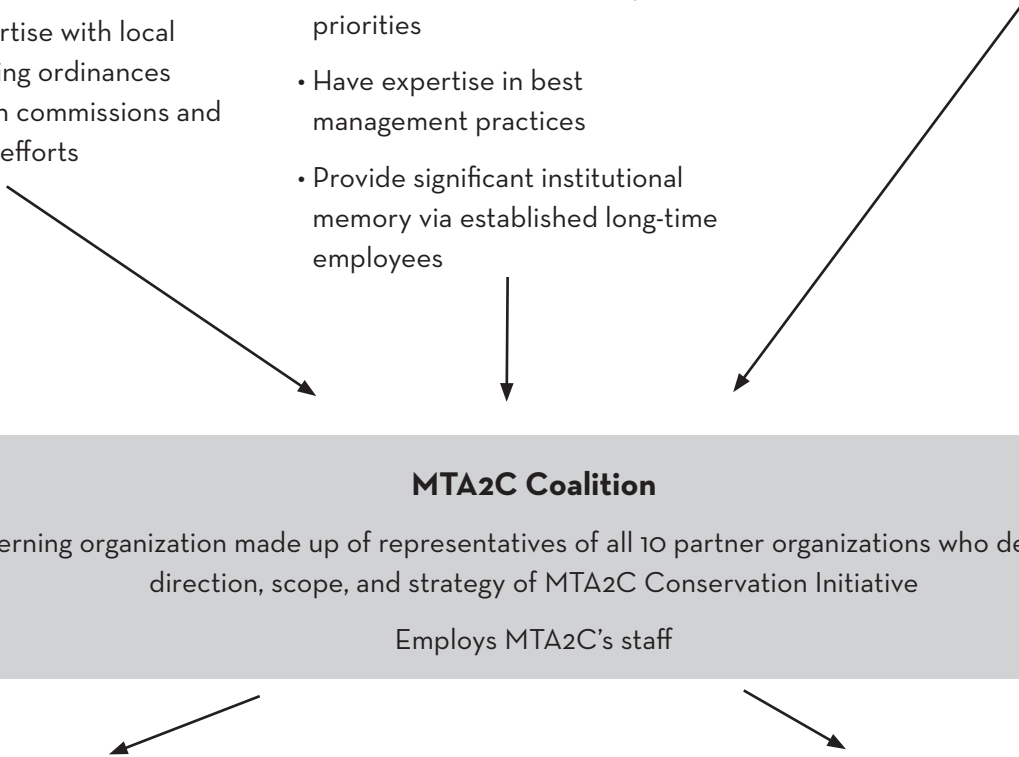 rtise with local
ing ordinances
n commissions and
efforts
priorities
• Have expertise in best
management practices
• Provide significant institutional
memory via established long-time
employees
MTA2C Coalition
erning organization made up of representatives of all 10 partner organizations who de
direction, scope, and strategy of MTA2C Conservation Initiative
Employs MTA2C’s staff